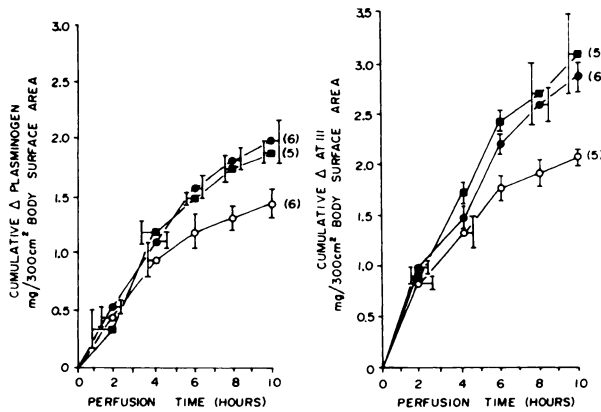 CUMULATIVE Δ PLASMINOGEN
mg/300cm² BODY SURFACE AREA
3.0
2.5
2.0
1.5
1.0
0.5
0
(6)
(5)
(6)
0 2 4 6 8 10
PERFUSION TIME (HOURS)
CUMULATIVE Δ AT III
mg/300cm² BODY SURFACE AREA
3.5
3.0
2.5
2.0
1.5
1.0
0.5
0
(5
(6
(5)
0 2 4 6 8 10
PERFUSION TIME (HOURS)